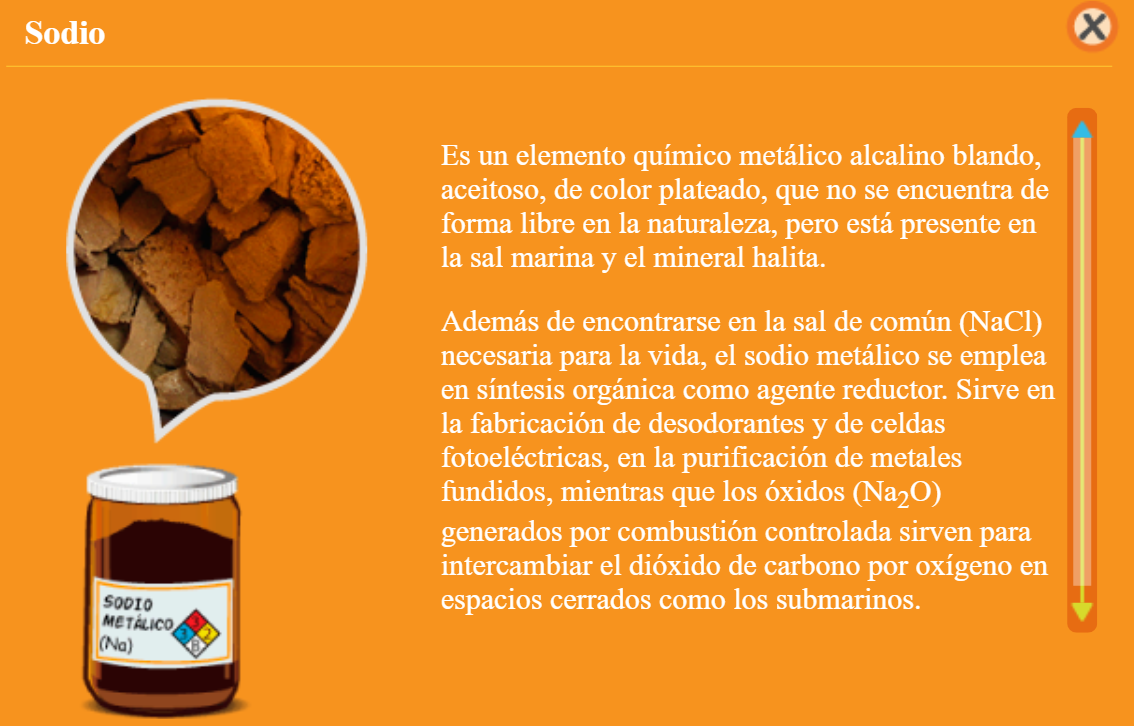 Sodio
Es un elemento químico metálico alcalino blando,
aceitoso, de color plateado, que no se encuentra de
forma libre en la naturaleza, pero está presente en
la sal marina y el mineral halita.
Además de encontrarse en la sal de común (NaCl)
necesaria para la vida, el sodio metálico se emplea
en síntesis orgánica como agente reductor. Sirve en
la fabricación de desodorantes y de celdas
fotoeléctricas, en la purificación de metales
fundidos, mientras que los óxidos (Na₂O)
generados por combustión controlada sirven para
intercambiar el dióxido de carbono por oxígeno en
espacios cerrados como los submarinos.
SODIO
METÁLICO
(Na)
3
3 2